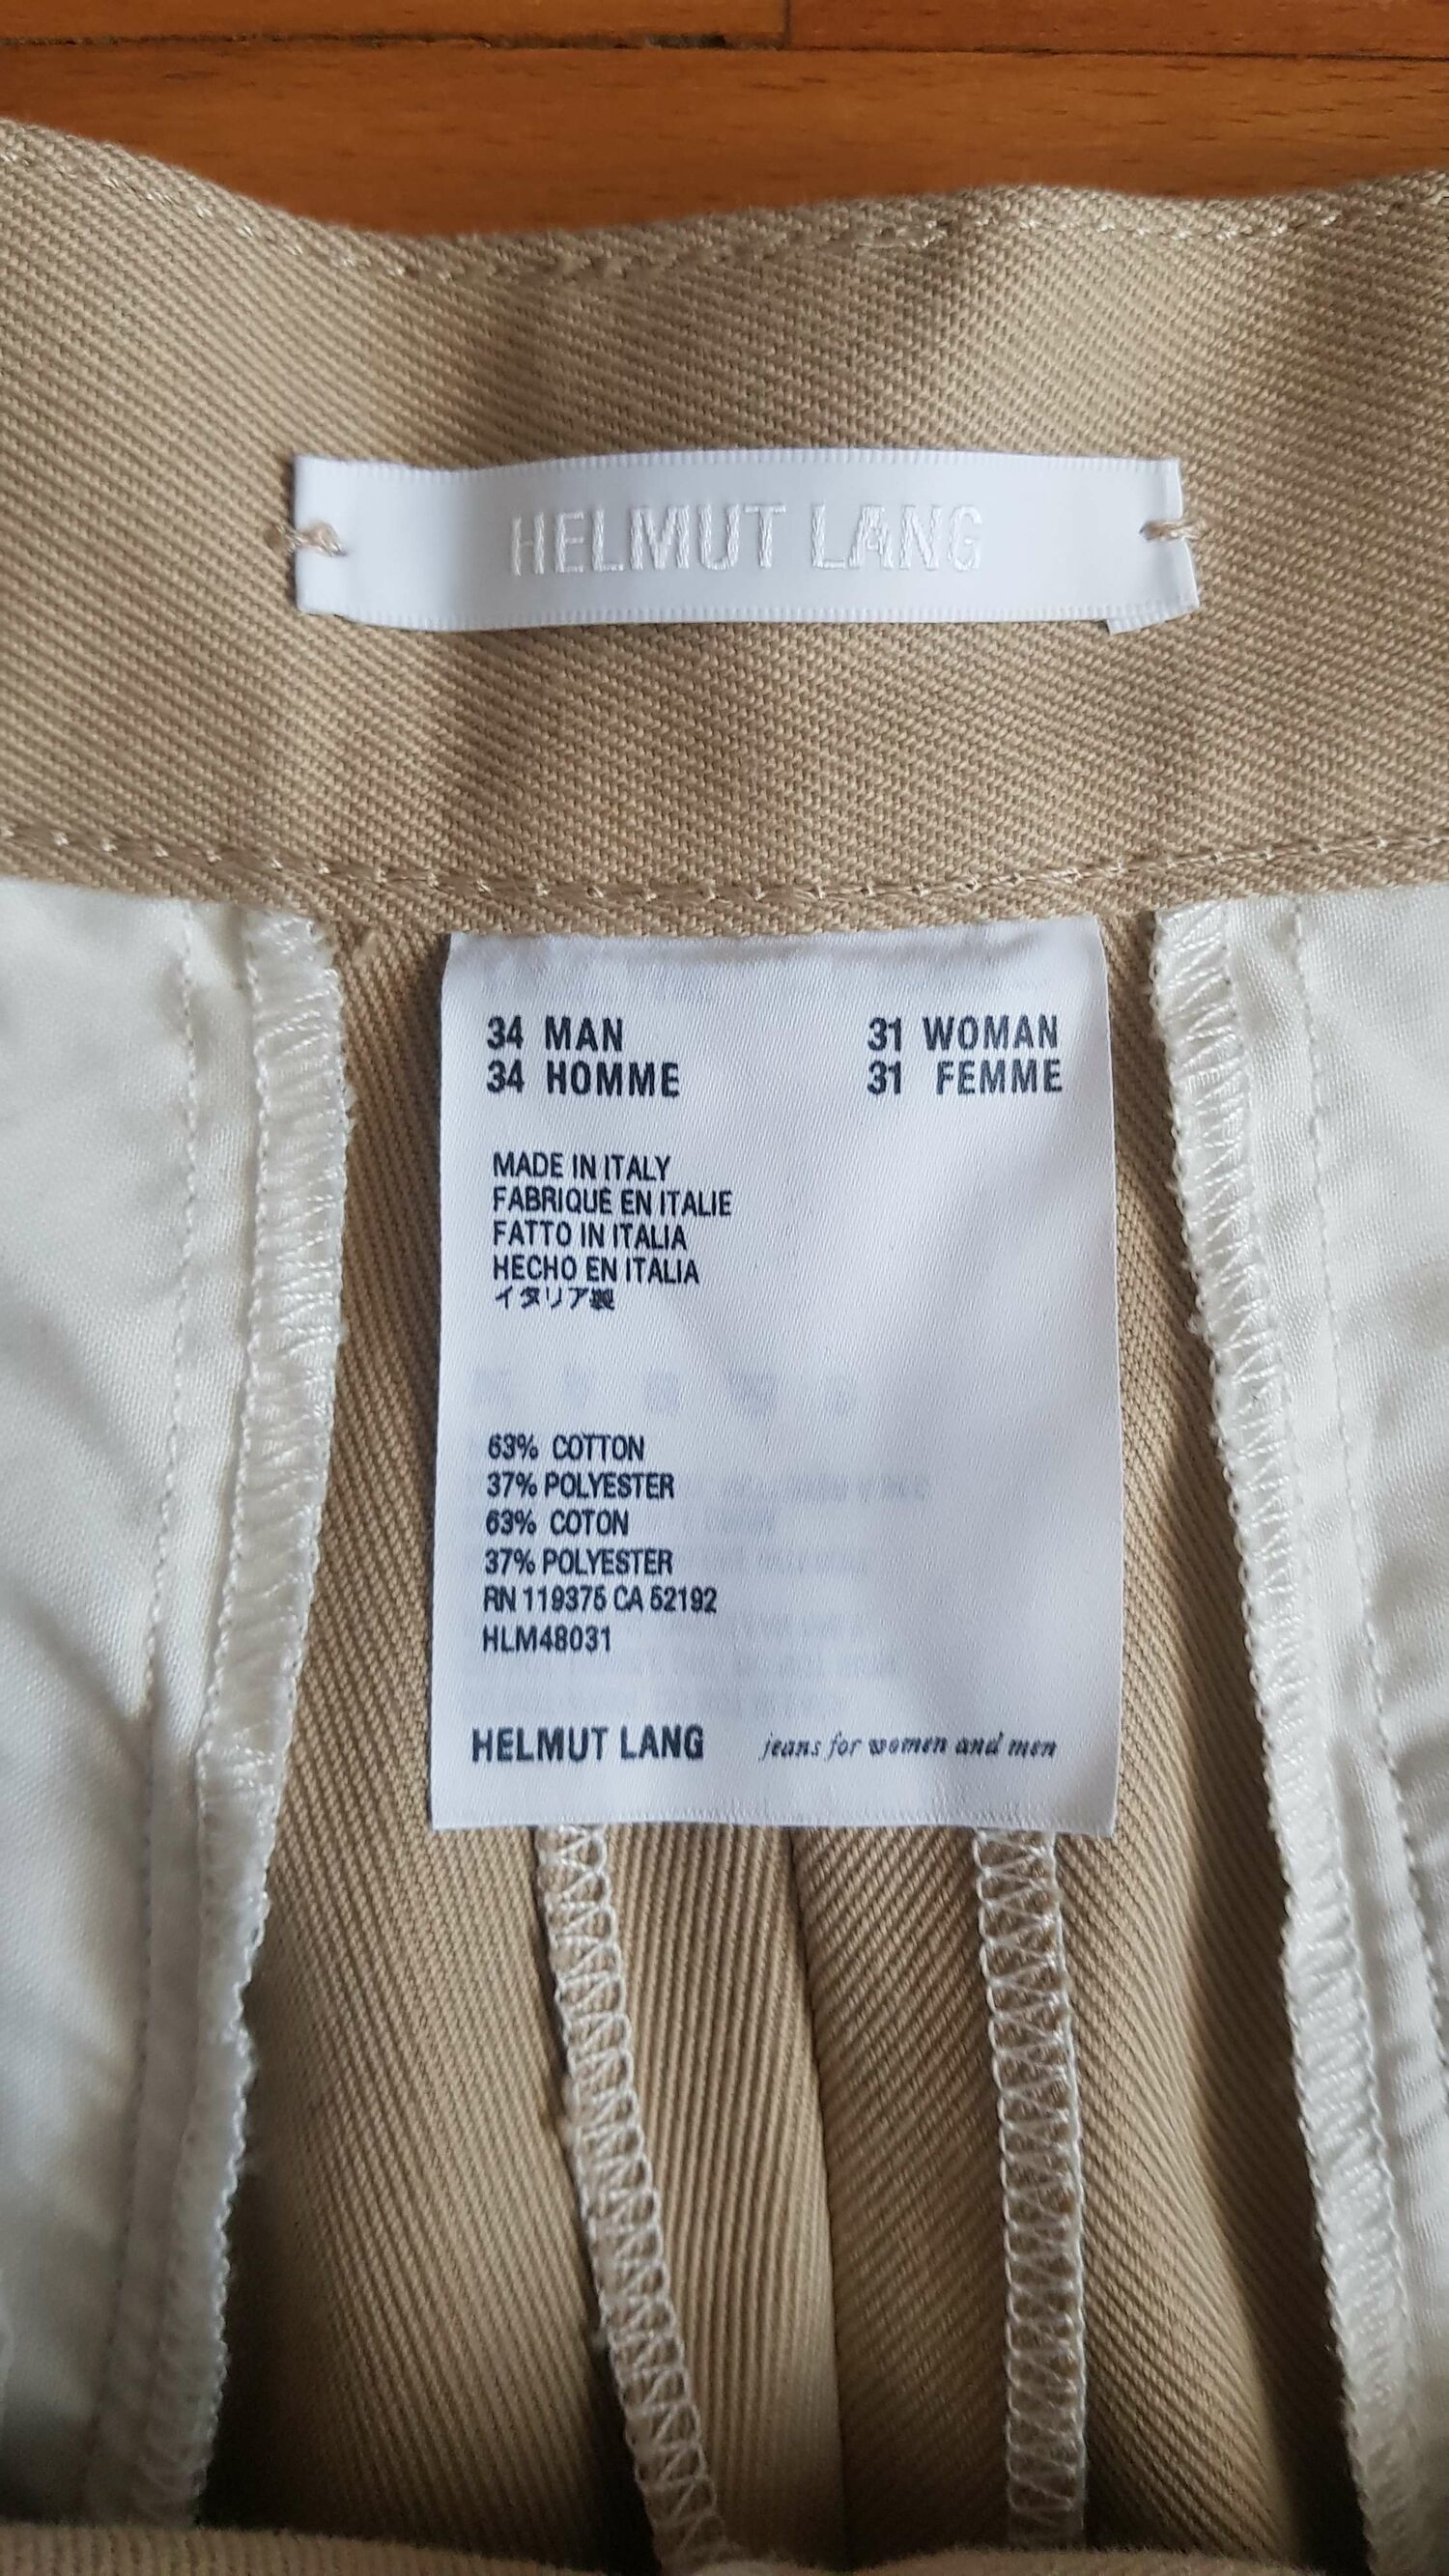 HELMUT LANG
34 MAN 31 WOMAN
34 HOMME 31 FEMME
MADE IN ITALY
FABRIQUÉ EN ITALIE
FATTO IN ITALIA
HECHO EN ITALIA
イタリア製
63% COTTON
37% POLYESTER
63% COTON
37% POLYESTER
RN 119375 CA 52192
HLM48031
HELMUT LANG jeans for women and men